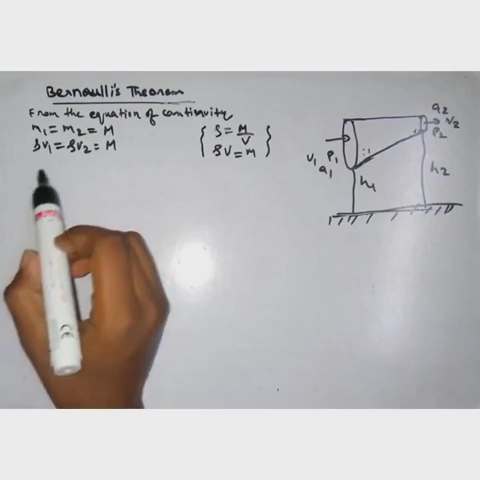 Bernoulli's Theorem
From the equation of continuity
m₁ = m₂ = M
ρv₁ = ρv₂ = M
{ ρ = M/V
ρV = m }
a₂
v₂
P₂
P₁
v₁
a₁
h₁
h₂